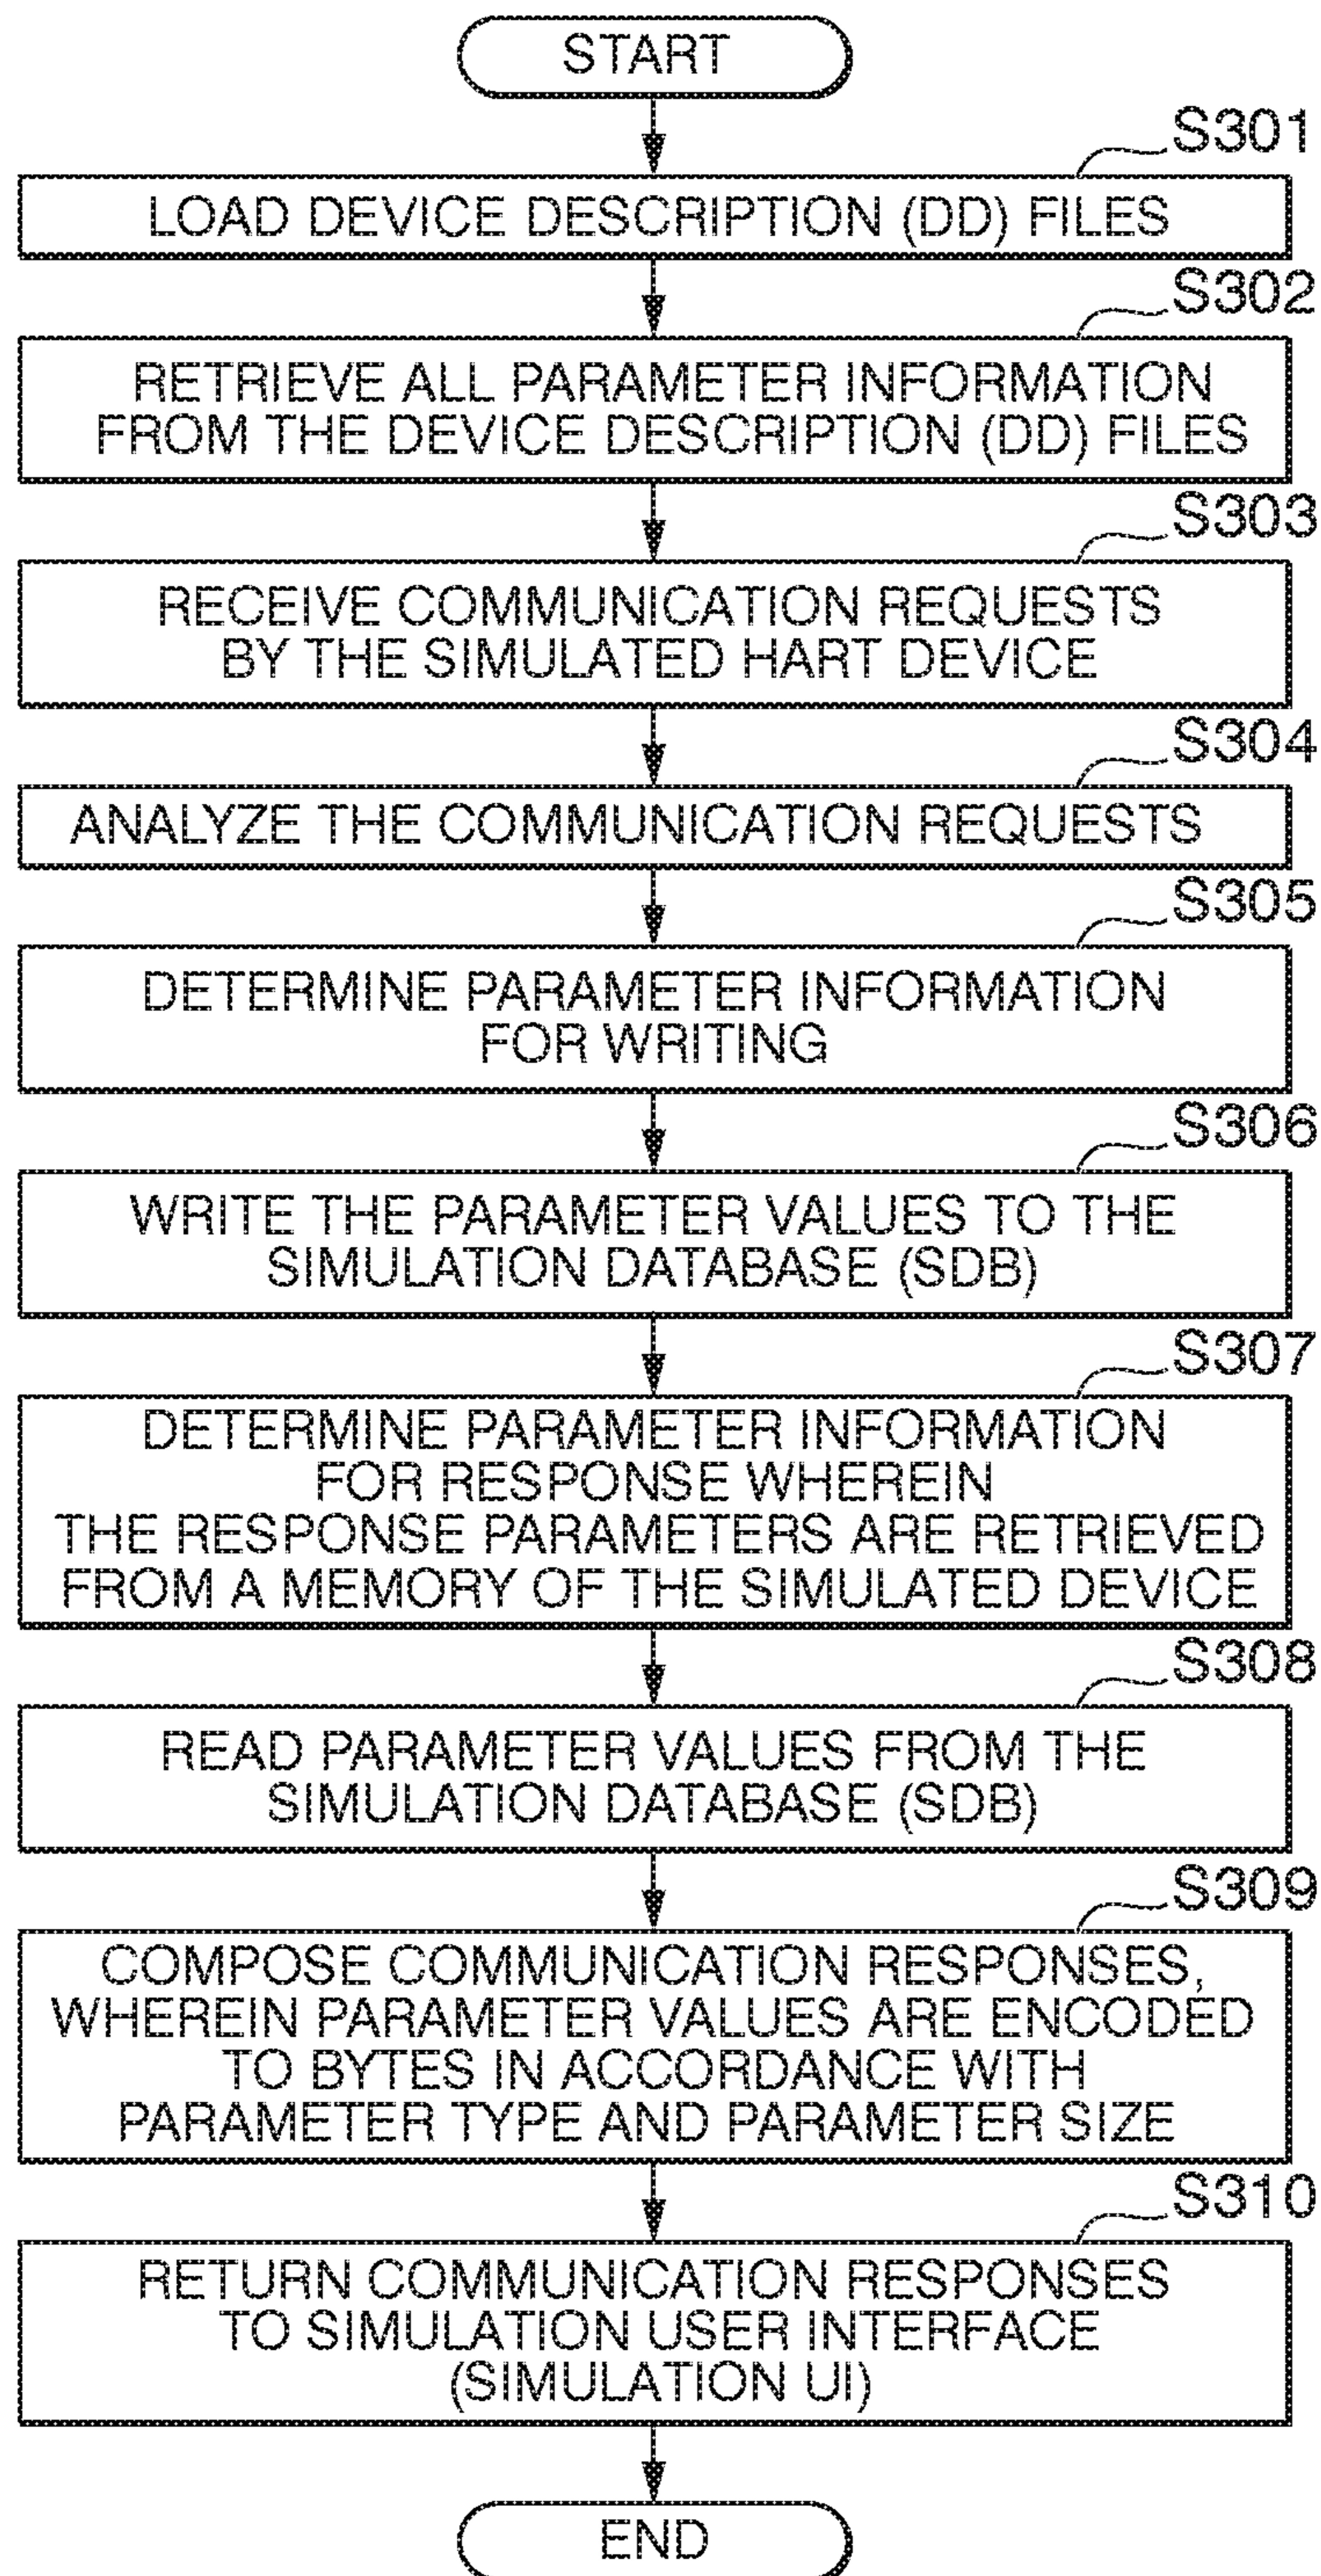 START
S301
LOAD DEVICE DESCRIPTION (DD) FILES
S302
RETRIEVE ALL PARAMETER INFORMATION
FROM THE DEVICE DESCRIPTION (DD) FILES
S303
RECEIVE COMMUNICATION REQUESTS
BY THE SIMULATED HART DEVICE
S304
ANALYZE THE COMMUNICATION REQUESTS
S305
DETERMINE PARAMETER INFORMATION
FOR WRITING
S306
WRITE THE PARAMETER VALUES TO THE
SIMULATION DATABASE (SDB)
S307
DETERMINE PARAMETER INFORMATION
FOR RESPONSE WHEREIN
THE RESPONSE PARAMETERS ARE RETRIEVED
FROM A MEMORY OF THE SIMULATED DEVICE
S308
READ PARAMETER VALUES FROM THE
SIMULATION DATABASE (SDB)
S309
COMPOSE COMMUNICATION RESPONSES,
WHEREIN PARAMETER VALUES ARE ENCODED
TO BYTES IN ACCORDANCE WITH
PARAMETER TYPE AND PARAMETER SIZE
S310
RETURN COMMUNICATION RESPONSES
TO SIMULATION USER INTERFACE
(SIMULATION UI)
END